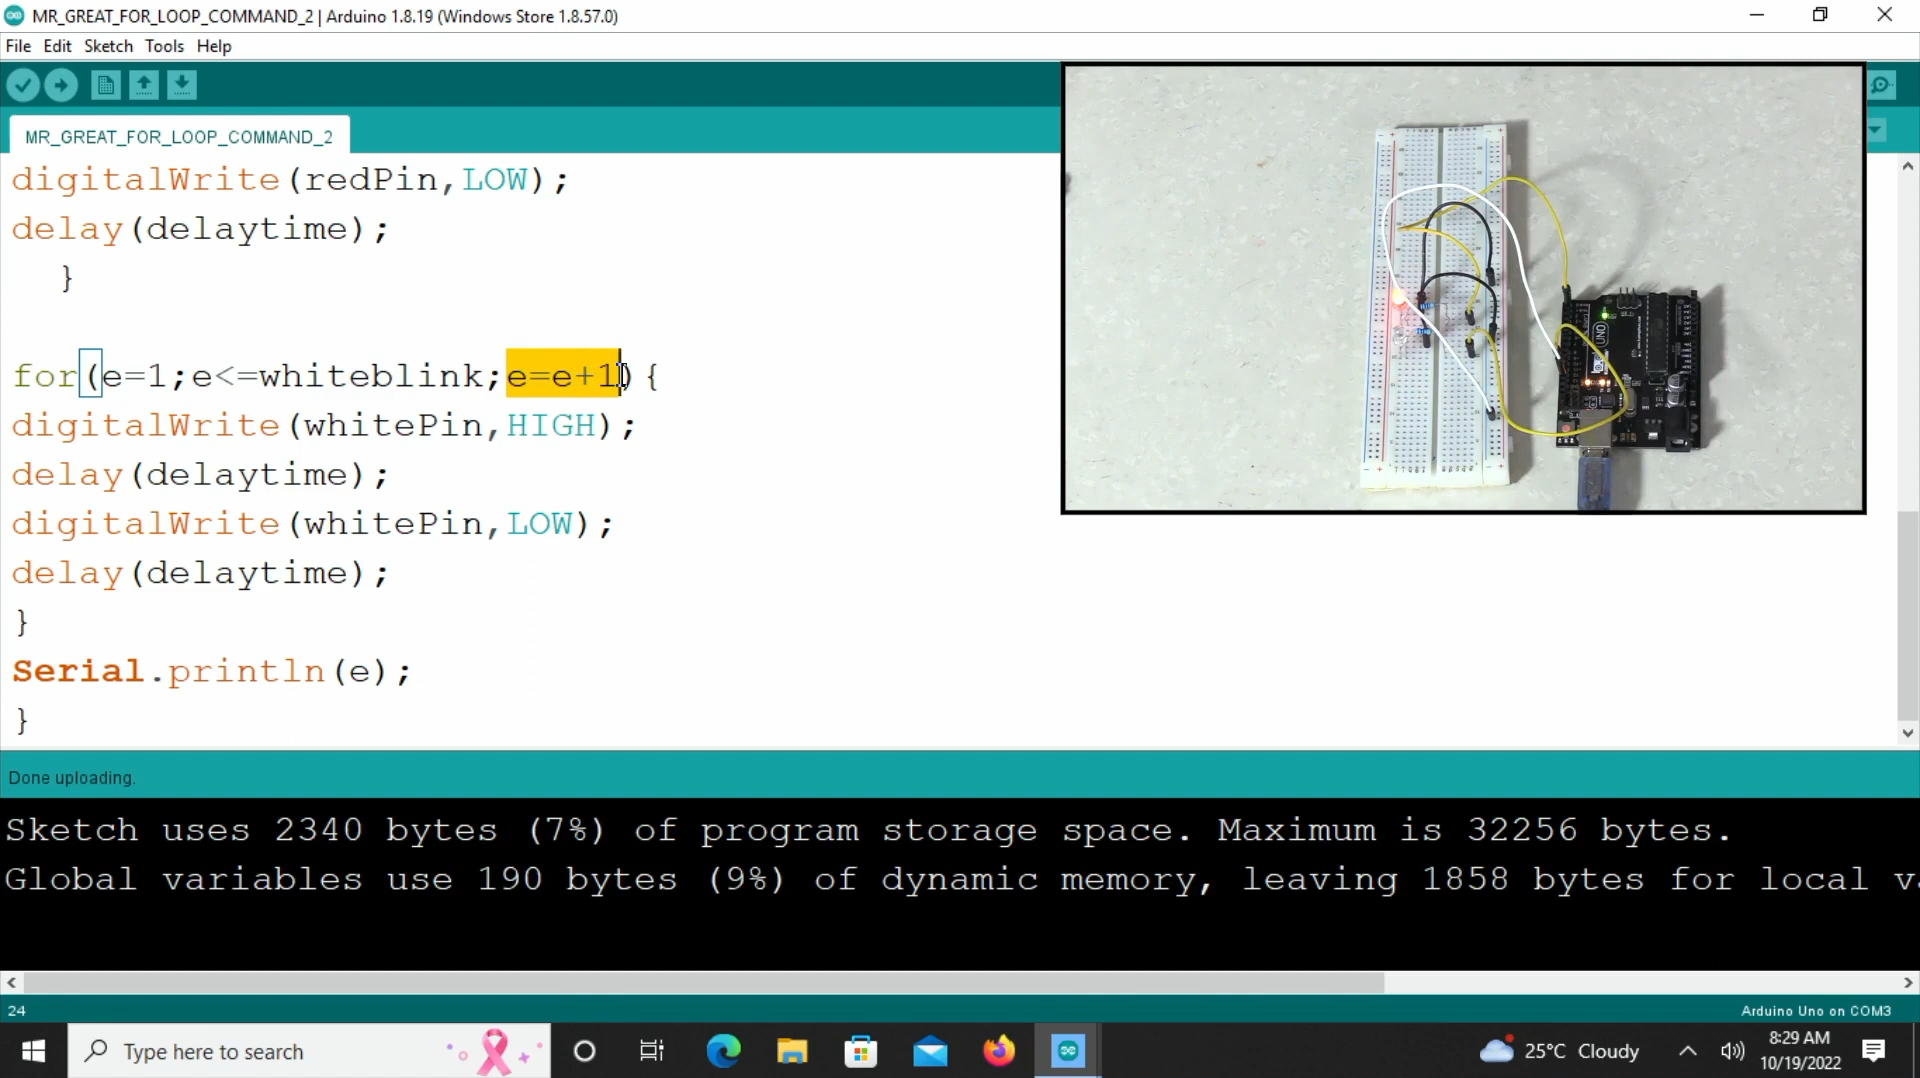 MR_GREAT_FOR_LOOP_COMMAND_2 | Arduino 1.8.19 (Windows Store 1.8.57.0)
File Edit Sketch Tools Help
MR_GREAT_FOR_LOOP_COMMAND_2
digitalWrite(redPin,LOW);
delay(delaytime);
}
for(e=1;e<=whiteblink;e=e+1){
digitalWrite(whitePin,HIGH);
delay(delaytime);
digitalWrite(whitePin,LOW);
delay(delaytime);
}
Serial.println(e);
}
UNO
Done uploading.
Sketch uses 2340 bytes (7%) of program storage space. Maximum is 32256 bytes.
Global variables use 190 bytes (9%) of dynamic memory, leaving 1858 bytes for local
24
Arduino Uno on COM3
Type here to search
25°C Cloudy
8:29 AM
10/19/2022